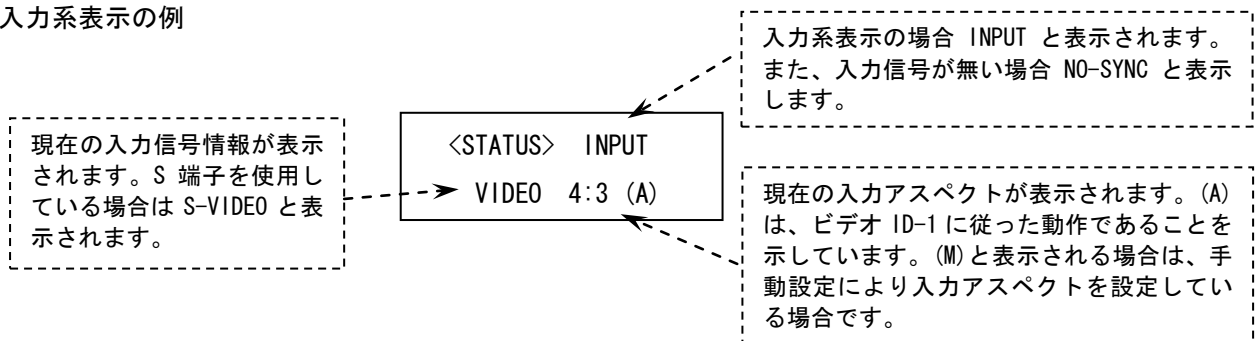 入力系表示の例
入力系表示の場合 INPUT と表示されます。
また、入力信号が無い場合 NO-SYNC と表示
します。
現在の入力信号情報が表示
されます。S 端子を使用し
ている場合は S-VIDEO と表
示されます。
<STATUS> INPUT
VIDEO 4:3 (A)
現在の入力アスペクトが表示されます。(A)
は、ビデオ ID-1 に従った動作であることを
示しています。(M)と表示される場合は、手
動設定により入力アスペクトを設定してい
る場合です。